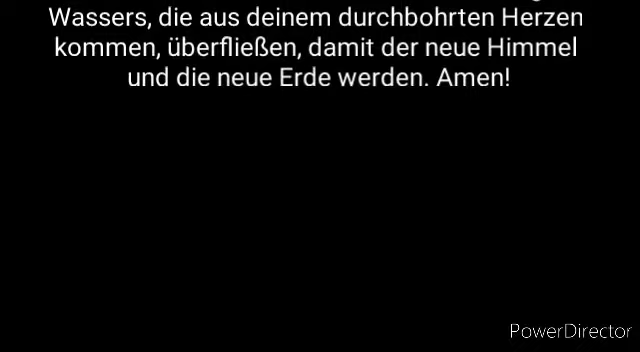 Wassers, die aus deinem durchbohrten Herzen
kommen, überfließen, damit der neue Himmel
und die neue Erde werden. Amen!
PowerDirector